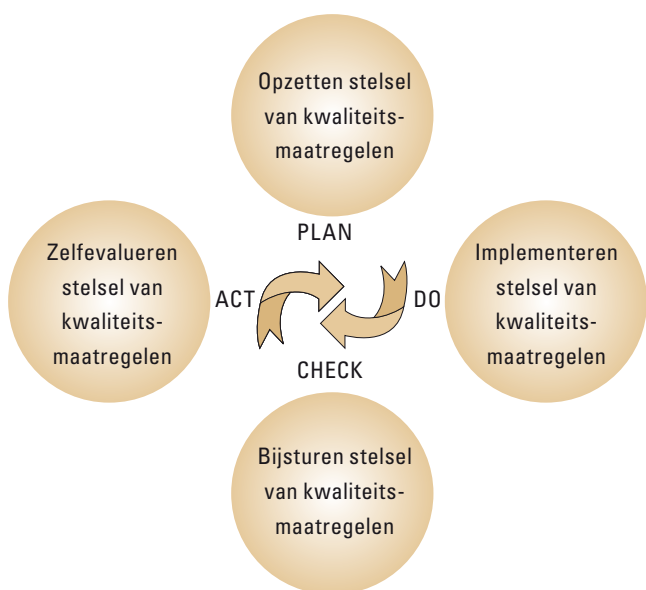 Opzetten stelsel
van kwaliteits-
maatregelen
PLAN
Zelfevalueren
stelsel van
kwaliteits-
maatregelen
ACT
DO
Implementeren
stelsel van
kwaliteits-
maatregelen
CHECK
Bijsturen stelsel
van kwaliteits-
maatregelen